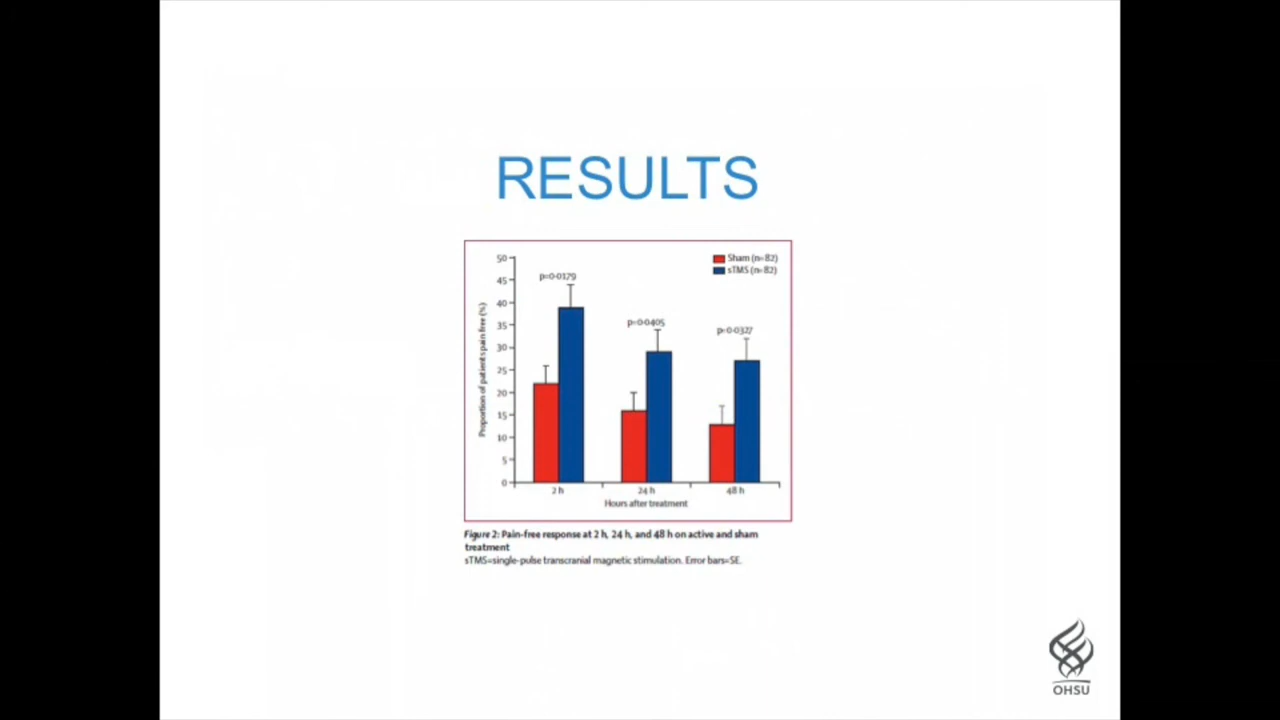 RESULTS
50
45
40
35
30
25
20
15
10
5
0
Proportion of patients pain free (%)
Sham (n=82)
sTMS (n=82)
p=0·0179
p=0·0405
p=0·0327
2 h
24 h
48 h
Hours after treatment
Figure 2: Pain-free response at 2 h, 24 h, and 48 h on active and sham
treatment
sTMS=single-pulse transcranial magnetic stimulation. Error bars=SE.
OHSU